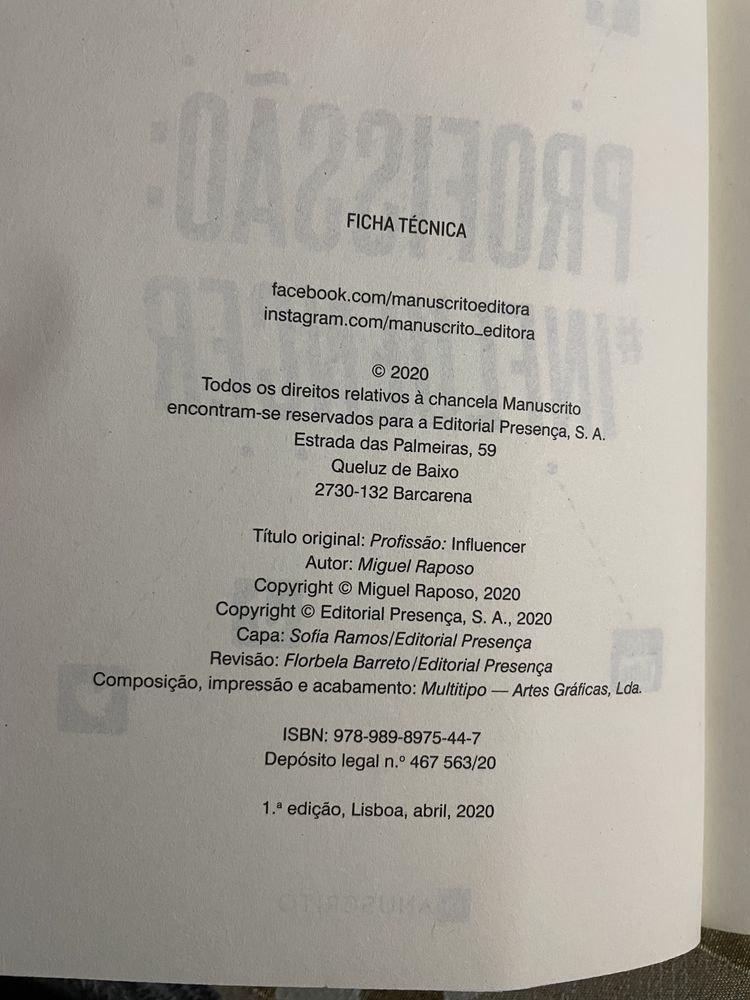 FICHA TÉCNICA
facebook.com/manuscritoeditora
instagram.com/manuscrito_editora
© 2020
Todos os direitos relativos à chancela Manuscrito
encontram-se reservados para a Editorial Presença, S. A.
Estrada das Palmeiras, 59
Queluz de Baixo
2730-132 Barcarena
Título original: Profissão: Influencer
Autor: Miguel Raposo
Copyright © Miguel Raposo, 2020
Copyright © Editorial Presença, S. A., 2020
Capa: Sofia Ramos/Editorial Presença
Revisão: Florbela Barreto/Editorial Presença
Composição, impressão e acabamento: Multitipo — Artes Gráficas, Lda.
ISBN: 978-989-8975-44-7
Depósito legal n.º 467 563/20
1.ª edição, Lisboa, abril, 2020